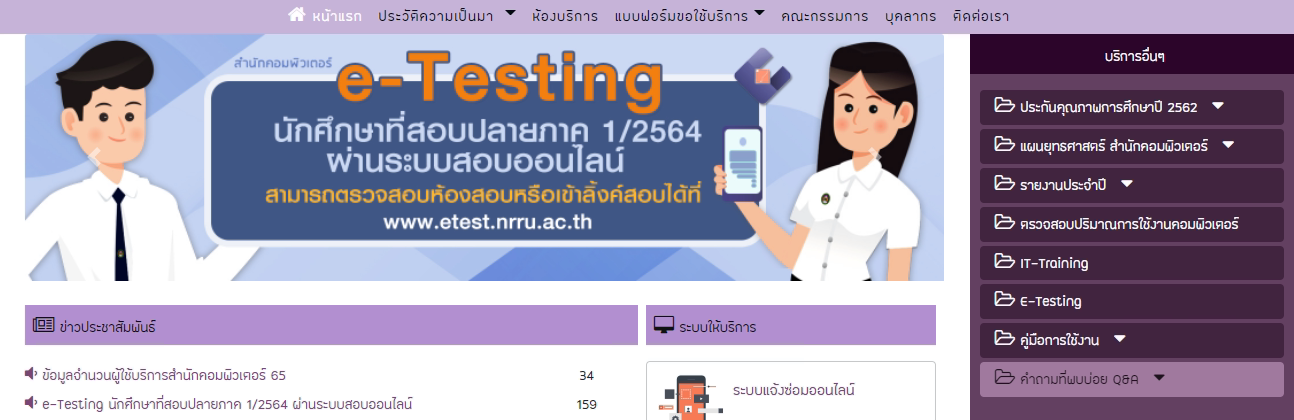 หน้าแรก ประวัติความเป็นมา ห้องบริการ แบบฟอร์มขอใช้บริการ คณะกรรมการ บุคลากร ติดต่อเรา
สำนักคอมพิวเตอร์
e-Testing
นักศึกษาที่สอบปลายภาค 1/2564
ผ่านระบบสอบออนไลน์
สามารถตรวจสอบห้องสอบหรือเข้าลิ้งค์สอบได้ที่
www.etest.nrru.ac.th
บริการอื่นๆ
ประกันคุณภาพการศึกษาปี 2562
แผนยุทธศาสตร์ สำนักคอมพิวเตอร์
รายงานประจำปี
ตรวจสอบปริมาณการใช้งานคอมพิวเตอร์
IT-Training
E-Testing
คู่มือการใช้งาน
คำถามที่พบบ่อย Q&A
ข่าวประชาสัมพันธ์
ข้อมูลจำนวนผู้ใช้บริการสำนักคอมพิวเตอร์ 65 34
e-Testing นักศึกษาที่สอบปลายภาค 1/2564 ผ่านระบบสอบออนไลน์ 159
ระบบให้บริการ
ระบบแจ้งซ่อมออนไลน์